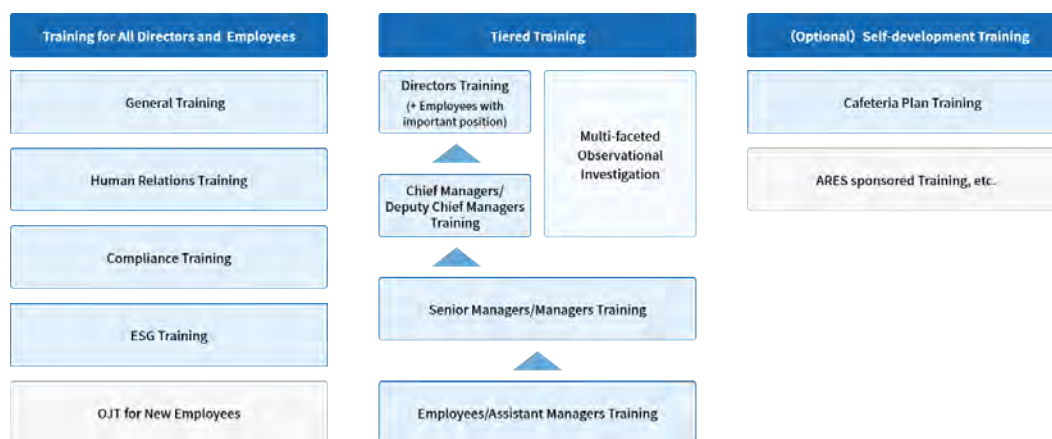 Training for All Directors and Employees
General Training
Human Relations Training
Compliance Training
ESG Training
OJT for New Employees
Tiered Training
Directors Training
(+ Employees with
important position)
Multi-faceted
Observational
Investigation
Chief Managers/
Deputy Chief Managers
Training
Senior Managers/Managers Training
Employees/Assistant Managers Training
(Optional) Self-development Training
Cafeteria Plan Training
ARES sponsored Training, etc.